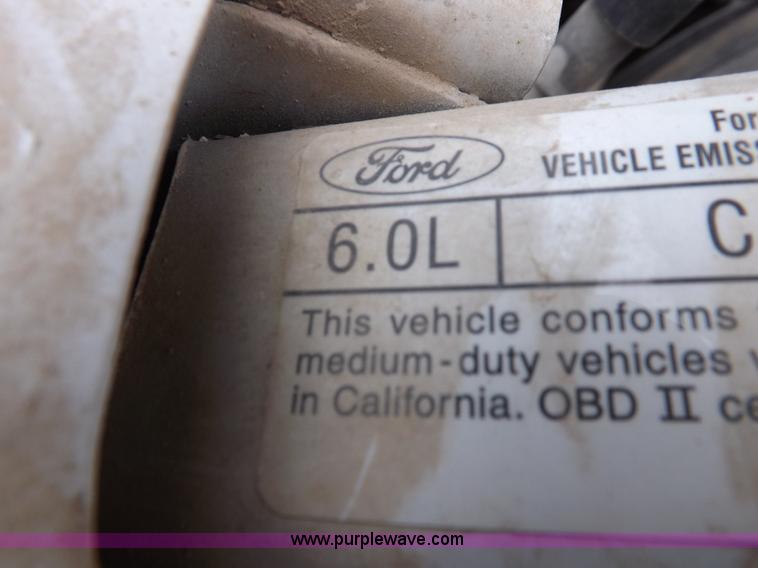 Ford
For
VEHICLE EMISS
6.0L
C
This vehicle conforms
medium-duty vehicles
in California. OBD II ce
www.purplewave.com